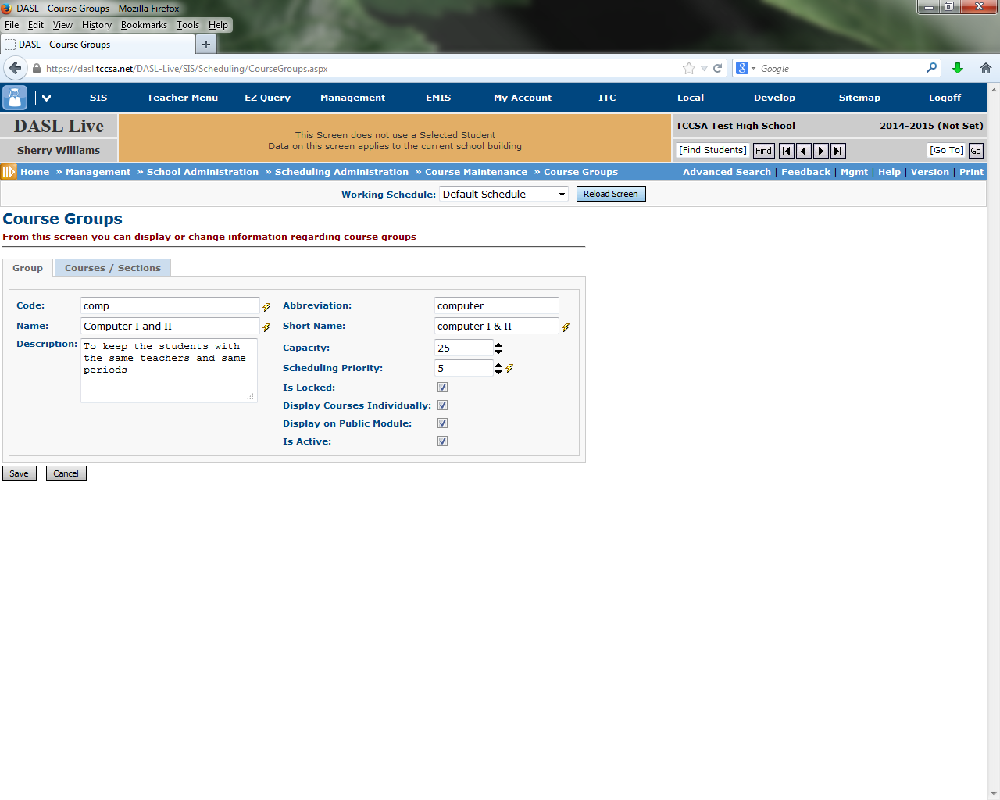 DASL - Course Groups - Mozilla Firefox
File Edit View History Bookmarks Tools Help
DASL - Course Groups
https://dasl.tccsa.net/DASL-Live/SIS/Scheduling/CourseGroups.aspx
Google
SIS Teacher Menu EZ Query Management EMIS My Account ITC Local Develop Sitemap Logoff
DASL Live
Sherry Williams
This Screen does not use a Selected Student
Data on this screen applies to the current school building
TCCSA Test High School 2014-2015 (Not Set)
[Find Students] Find [Go To] Go
Home » Management » School Administration » Scheduling Administration » Course Maintenance » Course Groups
Advanced Search | Feedback | Mgmt | Help | Version | Print
Working Schedule: Default Schedule Reload Screen
Course Groups
From this screen you can display or change information regarding course groups
Group Courses / Sections
Code: comp
Abbreviation: computer
Name: Computer I and II
Short Name: computer I & II
Description: To keep the students with
the same teachers and same
periods
Capacity: 25
Scheduling Priority: 5
Is Locked:
Display Courses Individually:
Display on Public Module:
Is Active:
Save Cancel